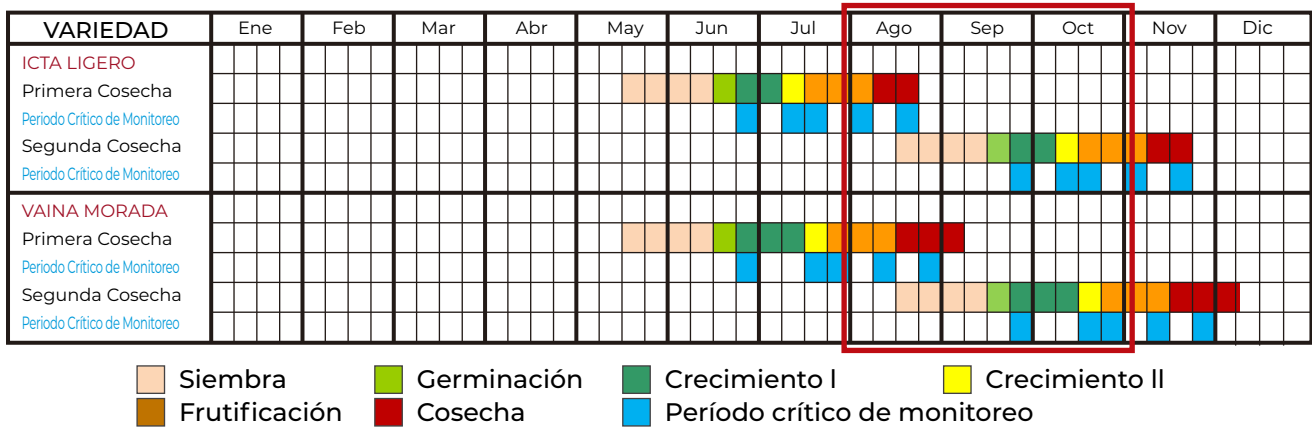 VARIEDAD Ene Feb Mar Abr May Jun Jul Ago Sep Oct Nov Dic
ICTA LIGERO
Primera Cosecha
Periodo Crítico de Monitoreo
Segunda Cosecha
Periodo Crítico de Monitoreo
VAINA MORADA
Primera Cosecha
Periodo Crítico de Monitoreo
Segunda Cosecha
Periodo Crítico de Monitoreo
Siembra Germinación Crecimiento l Crecimiento ll
Frutificación Cosecha Período crítico de monitoreo